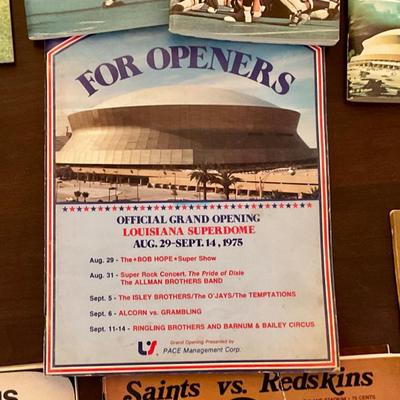 FOR OPENERS
OFFICIAL GRAND OPENING
LOUISIANA SUPERDOME
AUG. 29-SEPT. 14, 1975
Aug. 29 - The★BOB HOPE★Super Show
Aug. 31 - Super Rock Concert, The Pride of Dixie
The ALLMAN BROTHERS BAND
Sept. 5 - The ISLEY BROTHERS/The O'JAYS/The TEMPTATIONS
Sept. 6 - ALCORN vs. GRAMBLING
Sept. 11-14 - RINGLING BROTHERS AND BARNUM & BAILEY CIRCUS
Grand Opening Presented by
PACE Management Corp.
Saints vs. Redskins
STADIUM • 75 CENTS